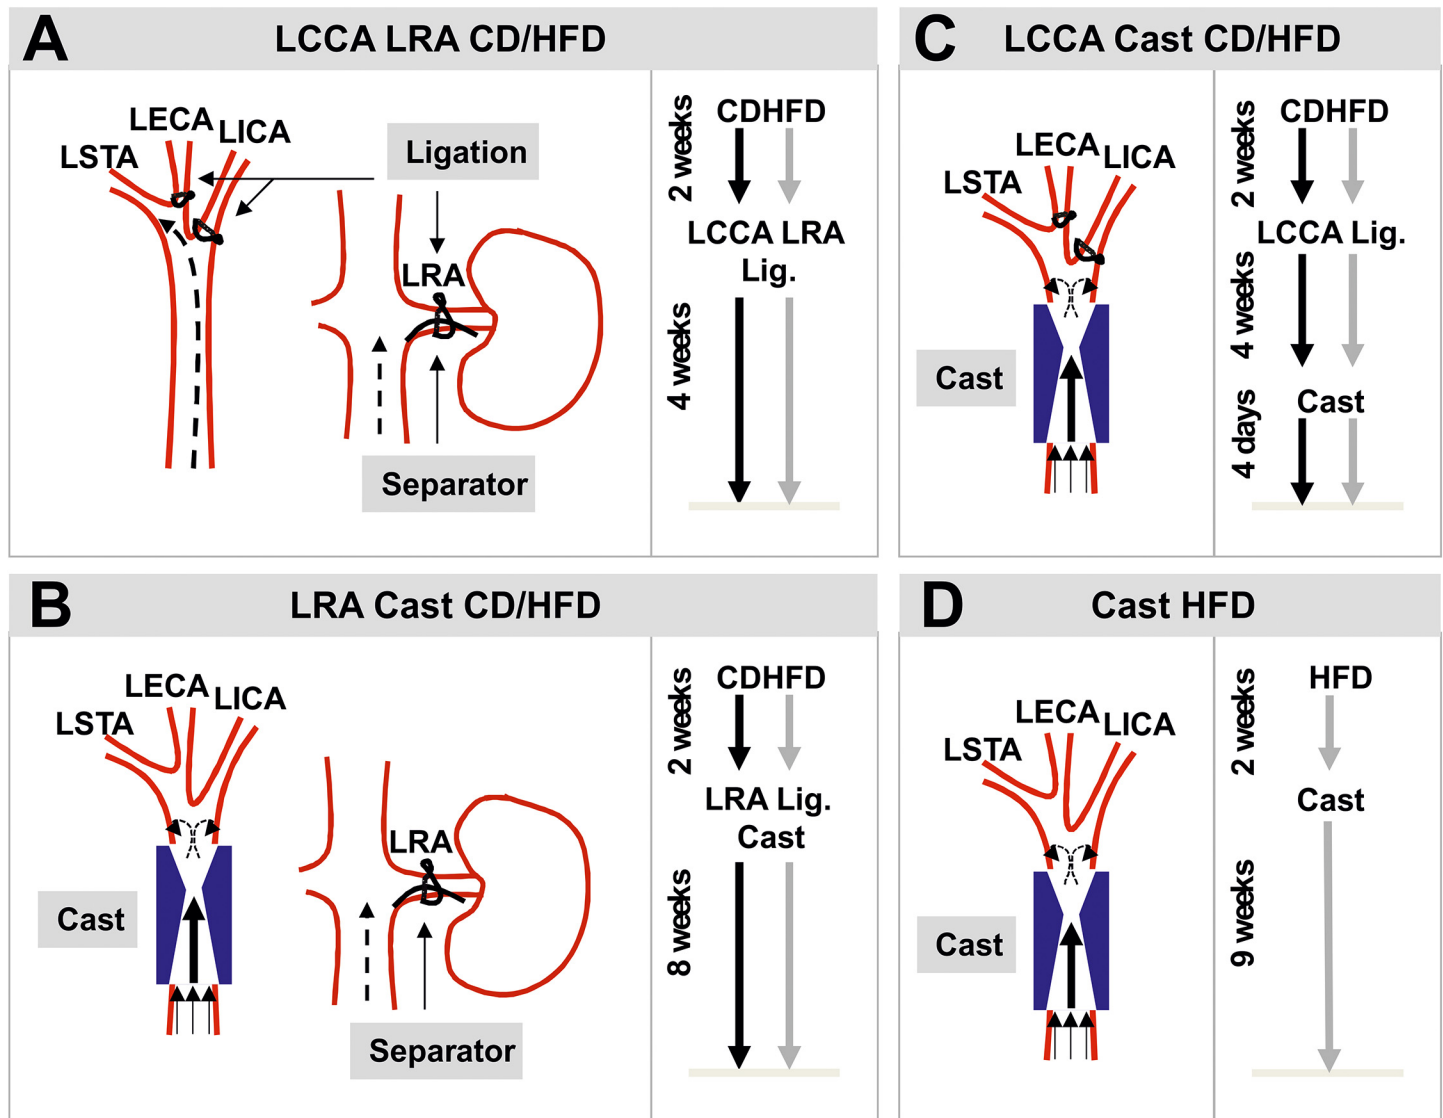 A LCCA LRA CD/HFD
LECA
LICA
LSTA
Ligation
LRA
Separator
2 weeks
CDHFD
LCCA LRA
Lig.
4 weeks
B LRA Cast CD/HFD
LECA
LICA
LSTA
Cast
LRA
Separator
2 weeks
CDHFD
LRA Lig.
Cast
8 weeks
C LCCA Cast CD/HFD
LECA
LICA
LSTA
Cast
2 weeks
CDHFD
LCCA Lig.
4 weeks
Cast
4 days
D Cast HFD
LECA
LICA
LSTA
Cast
2 weeks
HFD
Cast
9 weeks